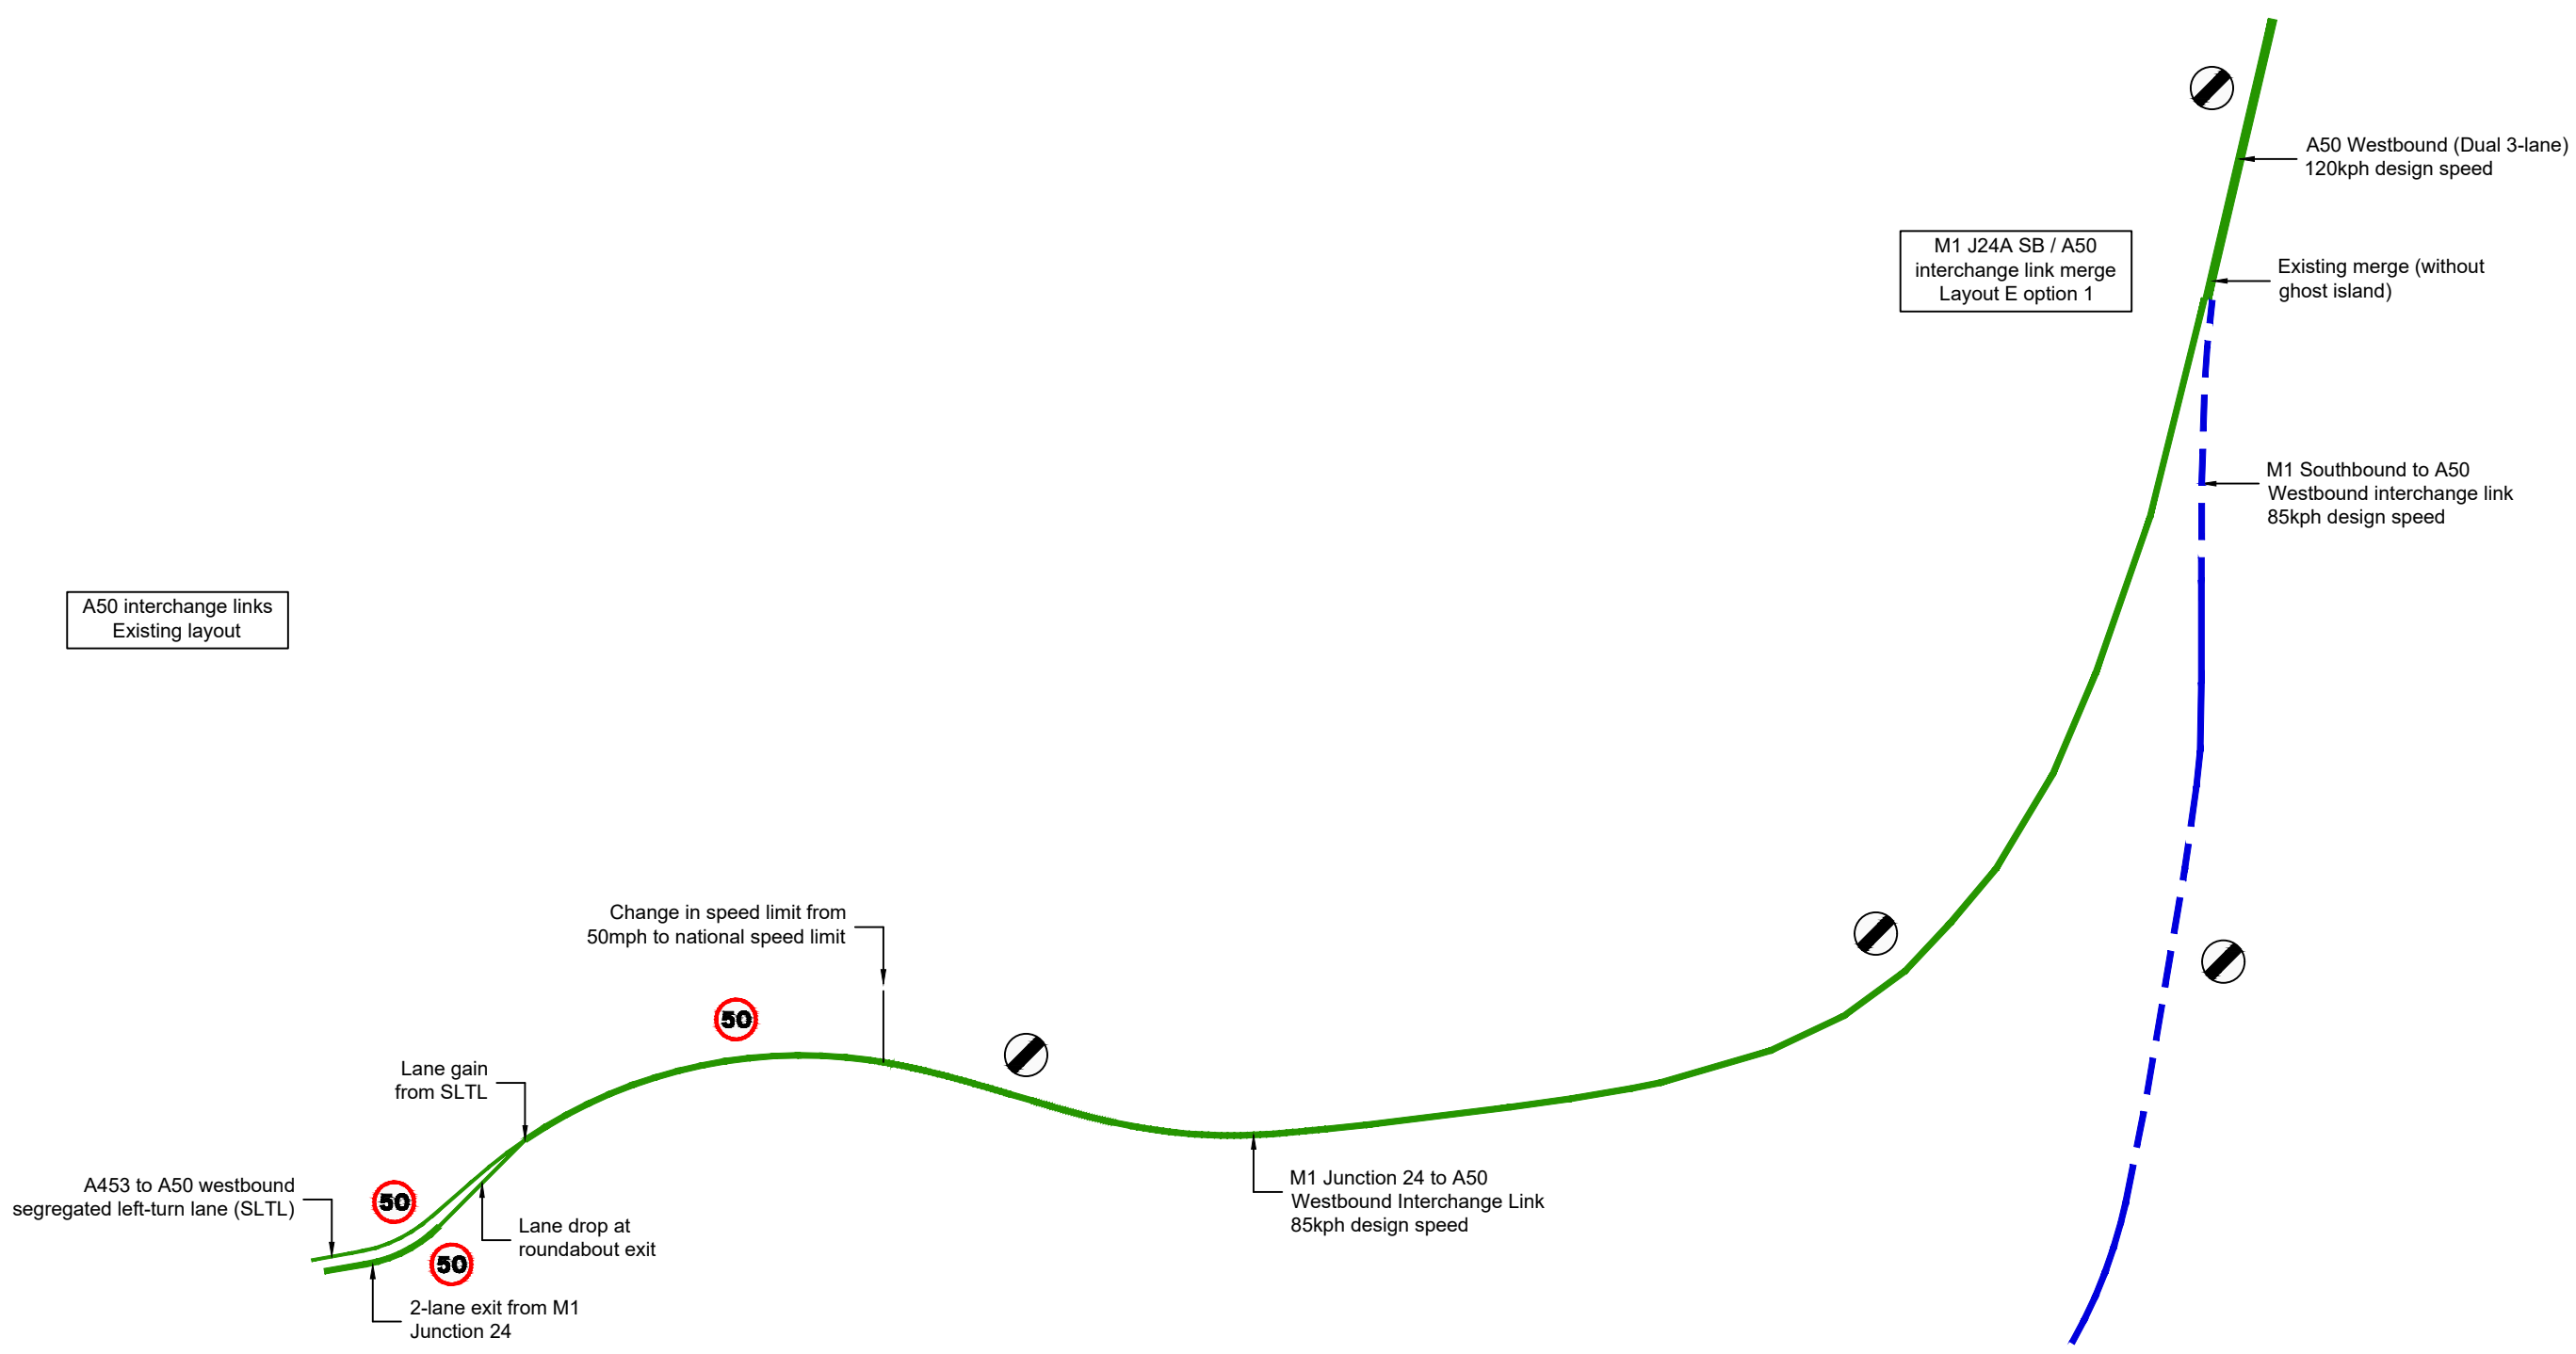 A50 Westbound (Dual 3-lane)
120kph design speed
M1 J24A SB / A50
interchange link merge
Layout E option 1
Existing merge (without
ghost island)
M1 Southbound to A50
Westbound interchange link
85kph design speed
A50 interchange links
Existing layout
Change in speed limit from
50mph to national speed limit
50
Lane gain
from SLTL
A453 to A50 westbound
segregated left-turn lane (SLTL)
50
Lane drop at
roundabout exit
50
2-lane exit from M1
Junction 24
M1 Junction 24 to A50
Westbound Interchange Link
85kph design speed